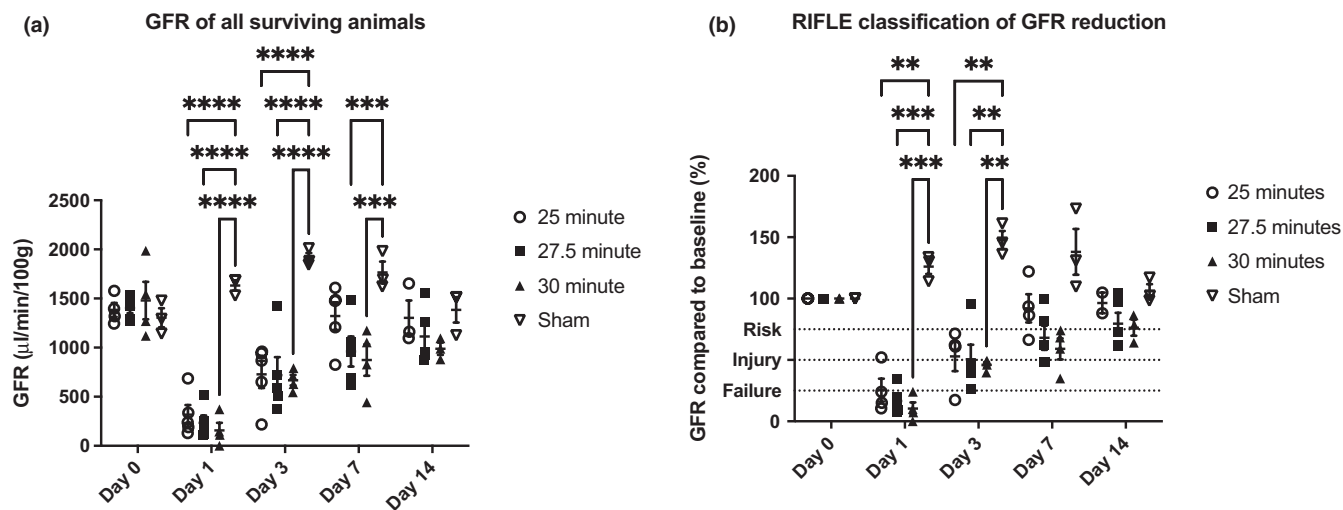 (a)
GFR of all surviving animals
****
****
****
***
****
****
****
***
2500
2000
1500
1000
500
0
GFR (µl/min/100g)
Day 0
Day 1
Day 3
Day 7
Day 14
25 minute
27.5 minute
30 minute
Sham
(b)
RIFLE classification of GFR reduction
**
**
***
**
***
**
200
150
100
Risk
Injury
Failure
50
0
GFR compared to baseline (%)
Day 0
Day 1
Day 3
Day 7
Day 14
25 minutes
27.5 minutes
30 minutes
Sham